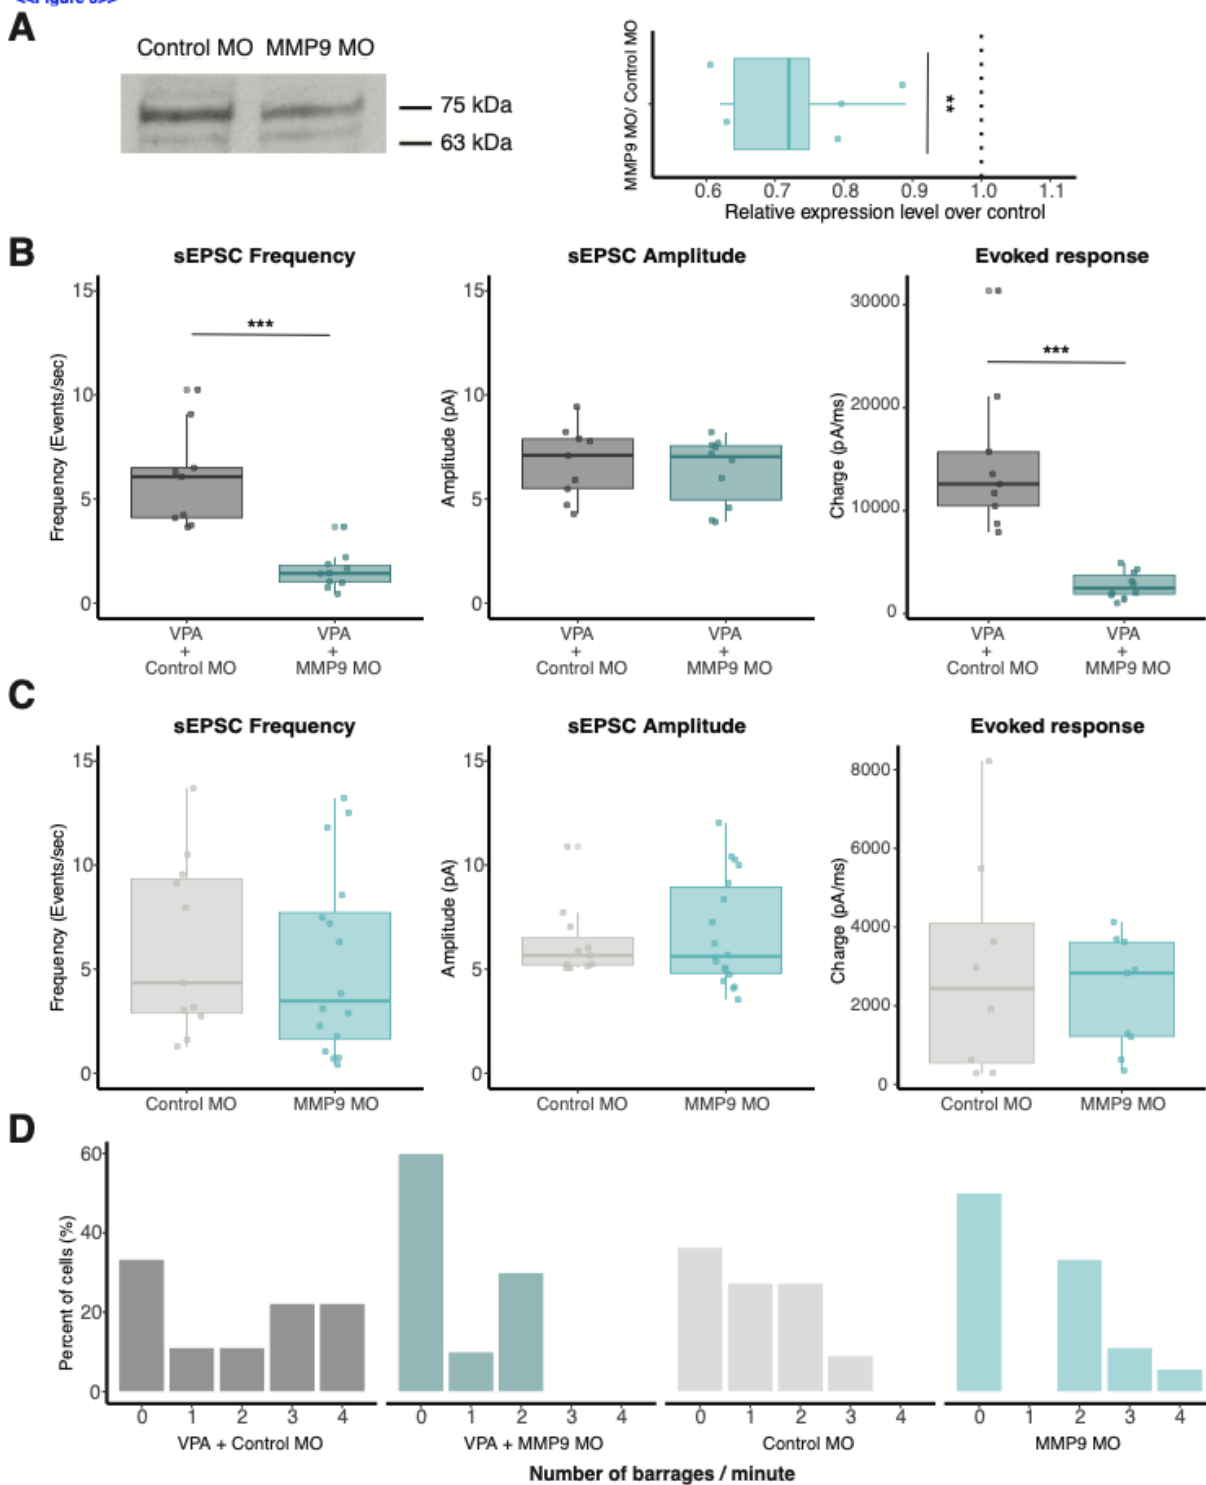 <<Figure 6>>
A
Control MO MMP9 MO
75 kDa
63 kDa
MMP9 MO/ Control MO
**
0.6 0.7 0.8 0.9 1.0 1.1
Relative expression level over control
B
sEPSC Frequency
Frequency (Events/sec)
15
10
5
0
***
VPA + Control MO
VPA + MMP9 MO
sEPSC Amplitude
Amplitude (pA)
15
10
5
0
VPA + Control MO
VPA + MMP9 MO
Evoked response
Charge (pA/ms)
30000
20000
10000
0
***
VPA + Control MO
VPA + MMP9 MO
C
sEPSC Frequency
Frequency (Events/sec)
15
10
5
0
Control MO MMP9 MO
sEPSC Amplitude
Amplitude (pA)
15
10
5
0
Control MO MMP9 MO
Evoked response
Charge (pA/ms)
8000
6000
4000
2000
0
Control MO MMP9 MO
D
Percent of cells (%)
60
40
20
0
0 1 2 3 4
VPA + Control MO
0 1 2 3 4
VPA + MMP9 MO
0 1 2 3 4
Control MO
0 1 2 3 4
MMP9 MO
Number of barrages / minute